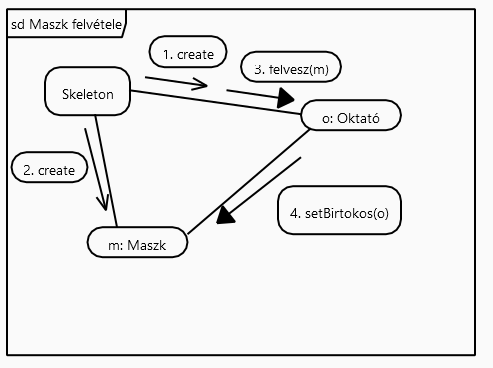 sd Maszk felvétele
1. create
3. felvesz(m)
Skeleton
o: Oktató
2. create
4. setBirtokos(o)
m: Maszk